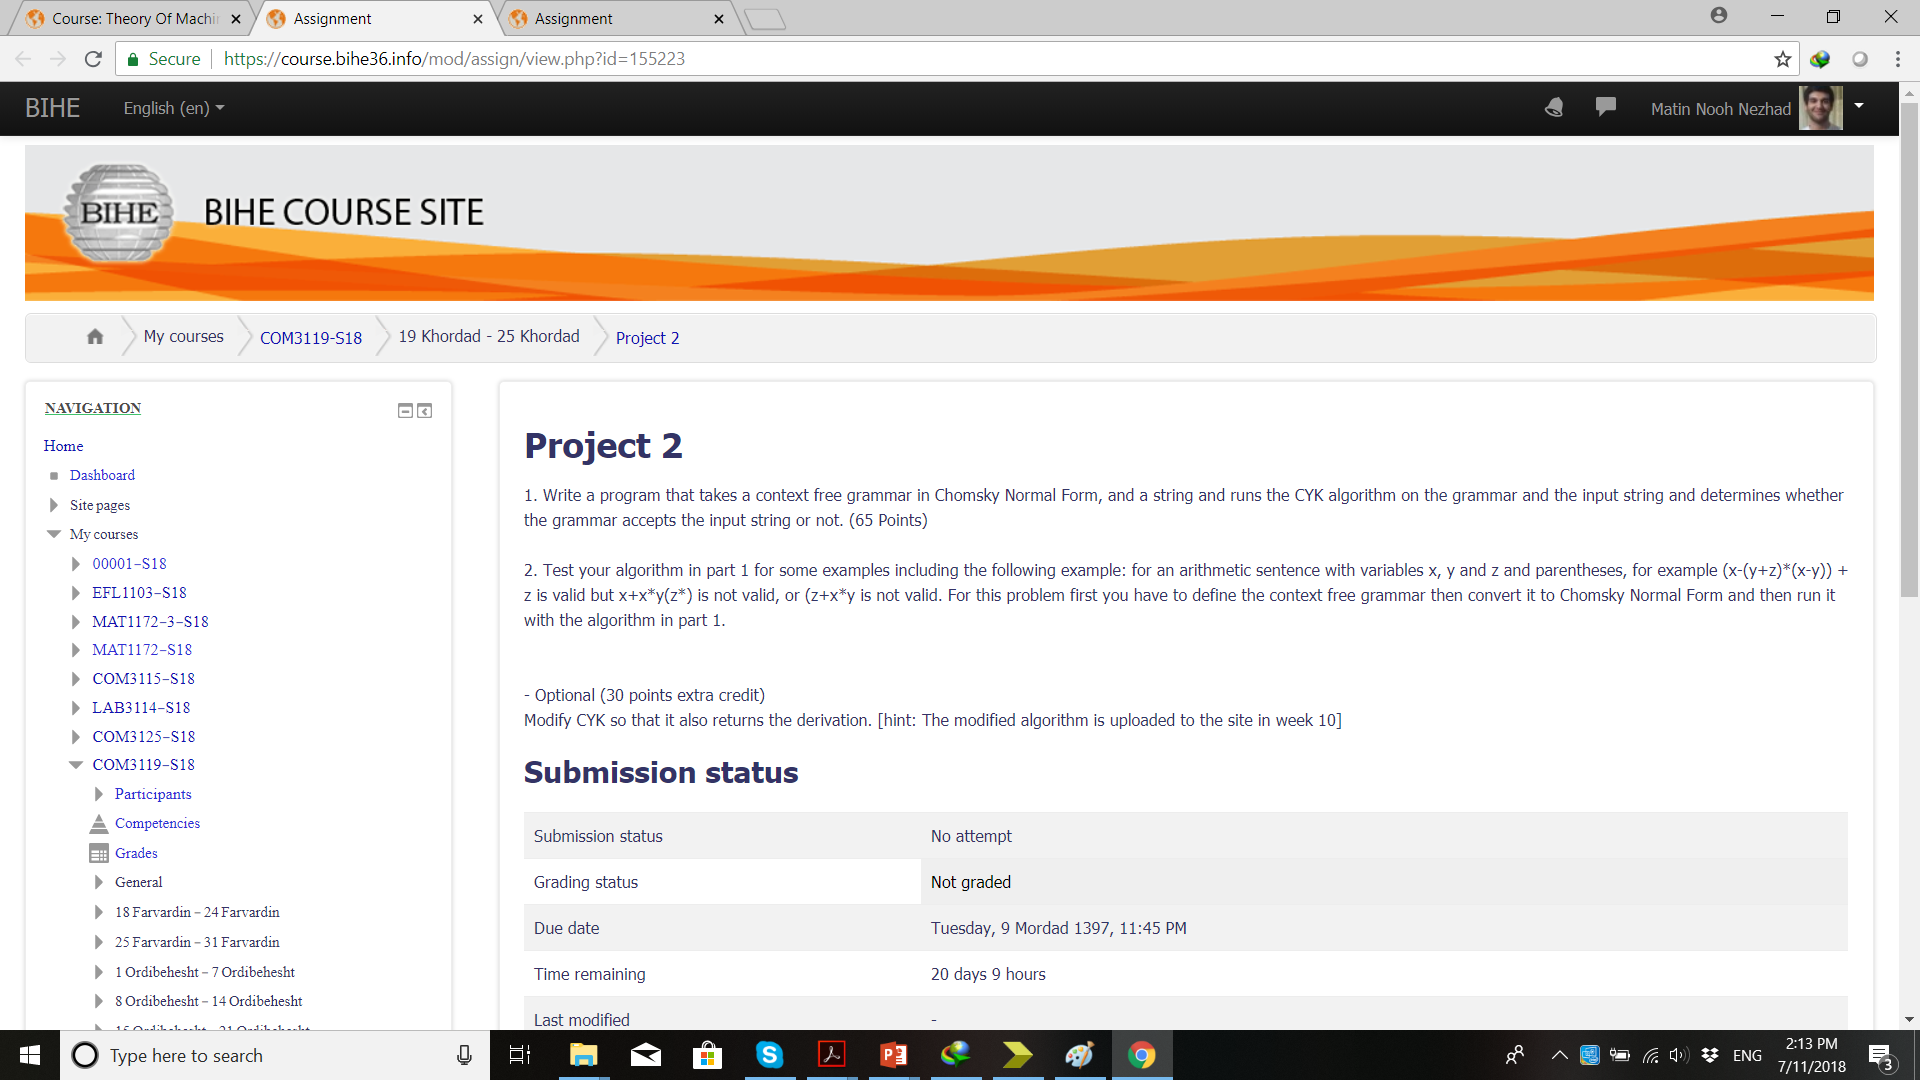 Course: Theory Of Machi
Assignment
Assignment
Secure
https://course.bihe36.info/mod/assign/view.php?id=155223
BIHE
English (en)
Matin Nooh Nezhad
BIHE
BIHE COURSE SITE
My courses
COM3119-S18
19 Khordad - 25 Khordad
Project 2
NAVIGATION
Home
Dashboard
Site pages
My courses
00001-S18
EFL1103-S18
MAT1172-3-S18
MAT1172-S18
COM3115-S18
LAB3114-S18
COM3125-S18
COM3119-S18
Participants
Competencies
Grades
General
18 Farvardin - 24 Farvardin
25 Farvardin - 31 Farvardin
1 Ordibehesht - 7 Ordibehesht
8 Ordibehesht - 14 Ordibehesht
Project 2
1. Write a program that takes a context free grammar in Chomsky Normal Form, and a string and runs the CYK algorithm on the grammar and the input string and determines whether
the grammar accepts the input string or not. (65 Points)
2. Test your algorithm in part 1 for some examples including the following example: for an arithmetic sentence with variables x, y and z and parentheses, for example (x-(y+z)*(x-y)) +
z is valid but x+x*y(z*) is not valid, or (z+x*y is not valid. For this problem first you have to define the context free grammar then convert it to Chomsky Normal Form and then run it
with the algorithm in part 1.
- Optional (30 points extra credit)
Modify CYK so that it also returns the derivation. [hint: The modified algorithm is uploaded to the site in week 10]
Submission status
Submission status No attempt
Grading status Not graded
Due date Tuesday, 9 Mordad 1397, 11:45 PM
Time remaining 20 days 9 hours
Last modified -
Type here to search
ENG
2:13 PM
7/11/2018
3